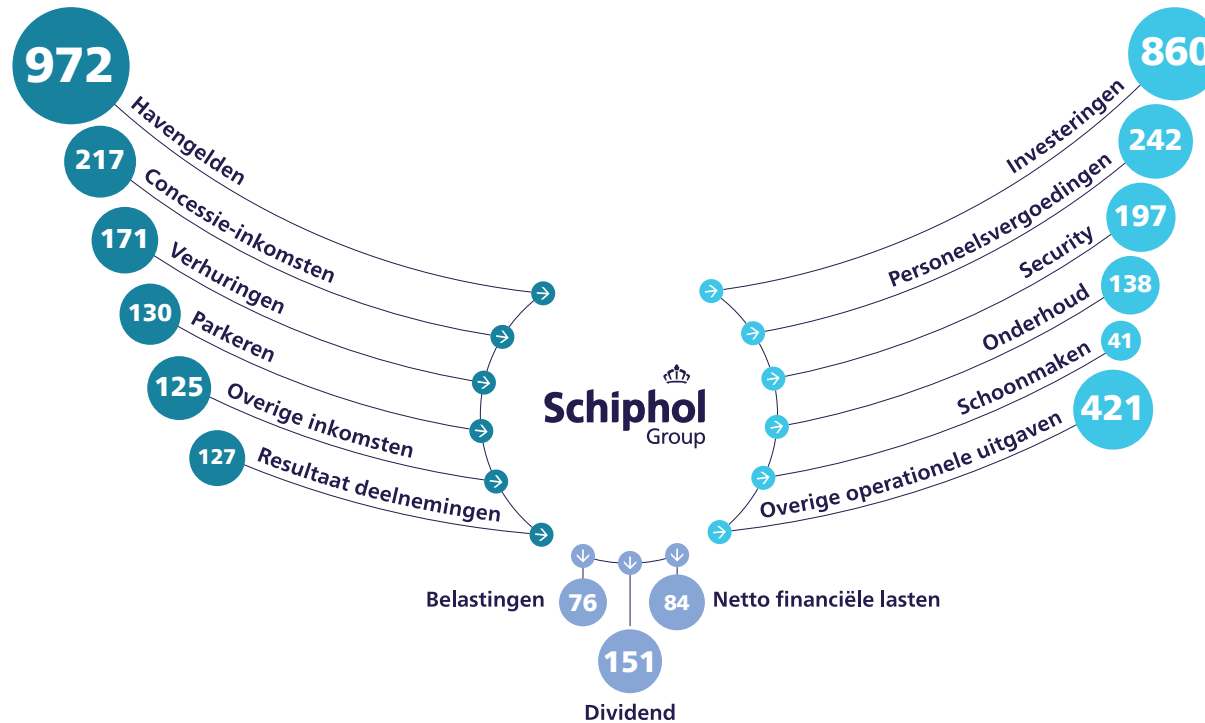 972
Havengelden
217
Concessie-inkomsten
171
Verhuringen
130
Parkeren
125
Overige inkomsten
127
Resultaat deelnemingen
Schiphol
Group
860
Investeringen
242
Personeelsvergoedingen
197
Security
138
Onderhoud
41
Schoonmaken
421
Overige operationele uitgaven
Belastingen
76
84
Netto financiële lasten
151
Dividend